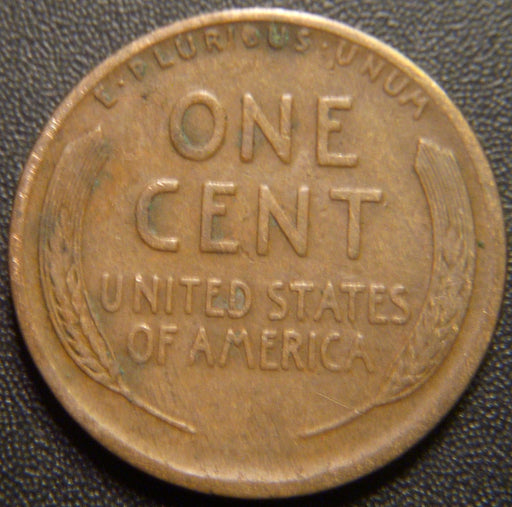 E·PLURIBUS·UNUM
ONE
CENT
UNITED STATES
OF AMERICA